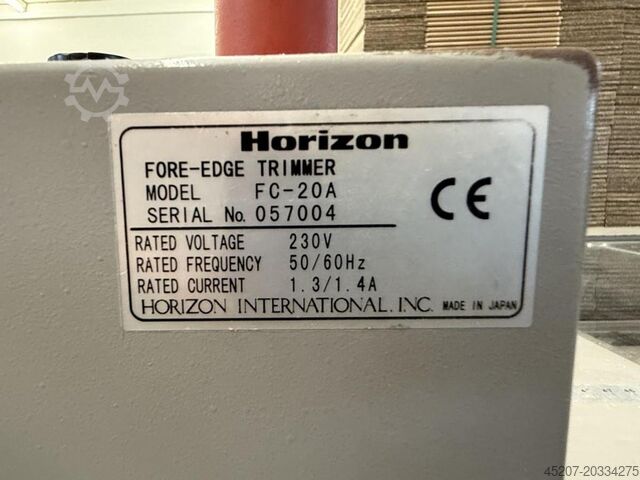 Horizon
FORE-EDGE TRIMMER
MODEL FC-20A
SERIAL No. 057004
CE
RATED VOLTAGE 230V
RATED FREQUENCY 50/60Hz
RATED CURRENT 1.3/1.4A
HORIZON INTERNATIONAL. INC. MADE IN JAPAN
45207-20334275